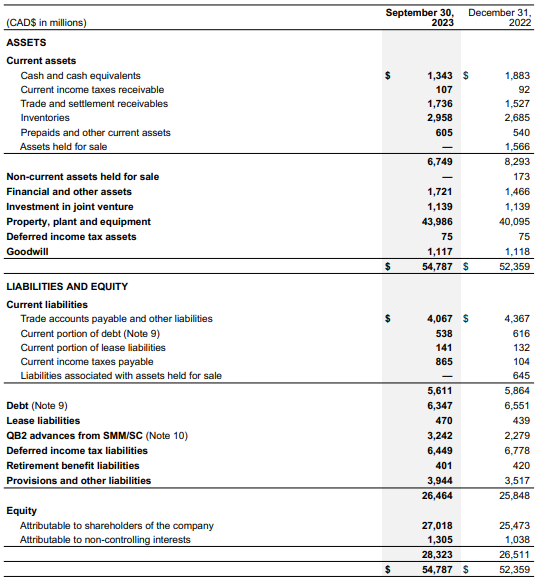 September 30, December 31,
(CAD$ in millions) 2023 2022
ASSETS
Current assets
Cash and cash equivalents $ 1,343 $ 1,883
Current income taxes receivable 107 92
Trade and settlement receivables 1,736 1,527
Inventories 2,958 2,685
Prepaids and other current assets 605 540
Assets held for sale — 1,566
6,749 8,293
Non-current assets held for sale — 173
Financial and other assets 1,721 1,466
Investment in joint venture 1,139 1,139
Property, plant and equipment 43,986 40,095
Deferred income tax assets 75 75
Goodwill 1,117 1,118
$ 54,787 $ 52,359
LIABILITIES AND EQUITY
Current liabilities
Trade accounts payable and other liabilities $ 4,067 $ 4,367
Current portion of debt (Note 9) 538 616
Current portion of lease liabilities 141 132
Current income taxes payable 865 104
Liabilities associated with assets held for sale — 645
5,611 5,864
Debt (Note 9) 6,347 6,551
Lease liabilities 470 439
QB2 advances from SMM/SC (Note 10) 3,242 2,279
Deferred income tax liabilities 6,449 6,778
Retirement benefit liabilities 401 420
Provisions and other liabilities 3,944 3,517
26,464 25,848
Equity
Attributable to shareholders of the company 27,018 25,473
Attributable to non-controlling interests 1,305 1,038
28,323 26,511
$ 54,787 $ 52,359